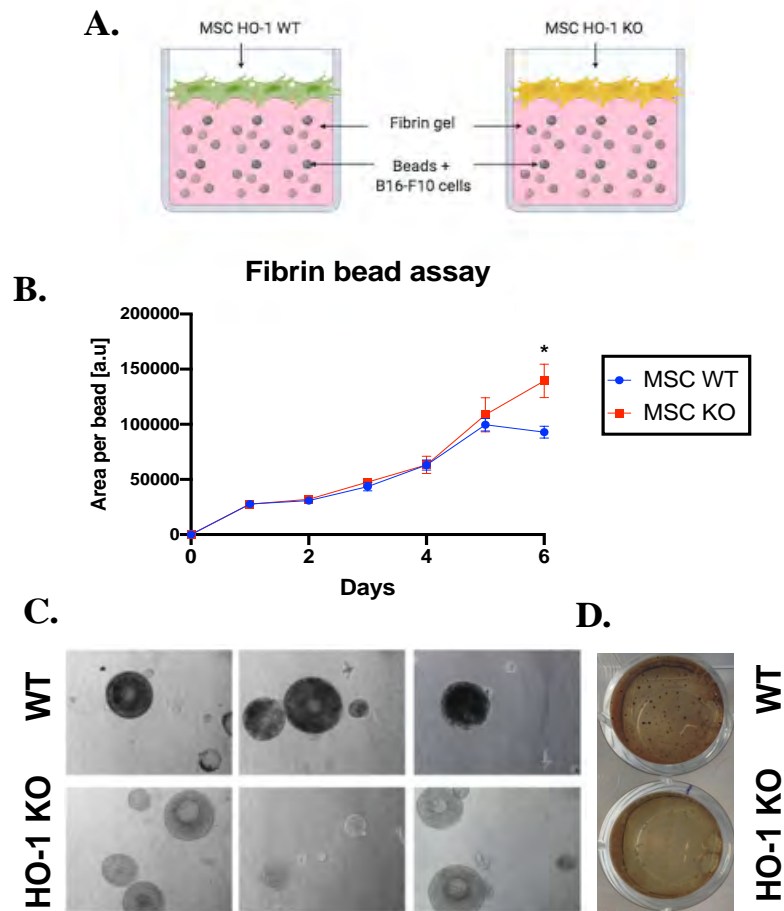 A.
MSC HO-1 WT
MSC HO-1 KO
Fibrin gel
Beads +
B16-F10 cells
B.
Fibrin bead assay
Area per bead [a.u]
200000
150000
100000
50000
0
0
2
4
6
Days
*
MSC WT
MSC KO
C.
D.
WT
HO-1 KO
WT
HO-1 KO